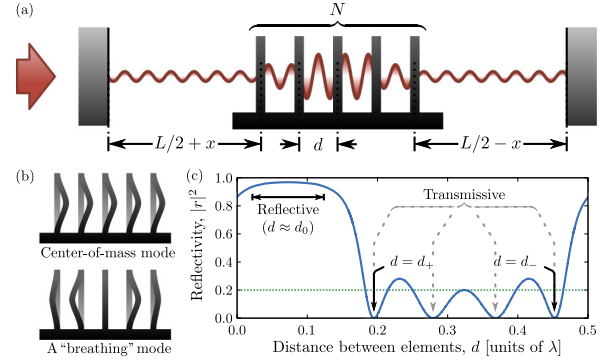 (a)
N
L/2 + x
d
L/2 − x
(b)
Center-of-mass mode
A “breathing” mode
(c)
Reflectivity, |r|²
1.0
0.8
0.6
0.4
0.2
0.0
Reflective
(d ≈ d₀)
Transmissive
d = d₊
d = d₋
0.0 0.1 0.2 0.3 0.4 0.5
Distance between elements, d [units of λ]